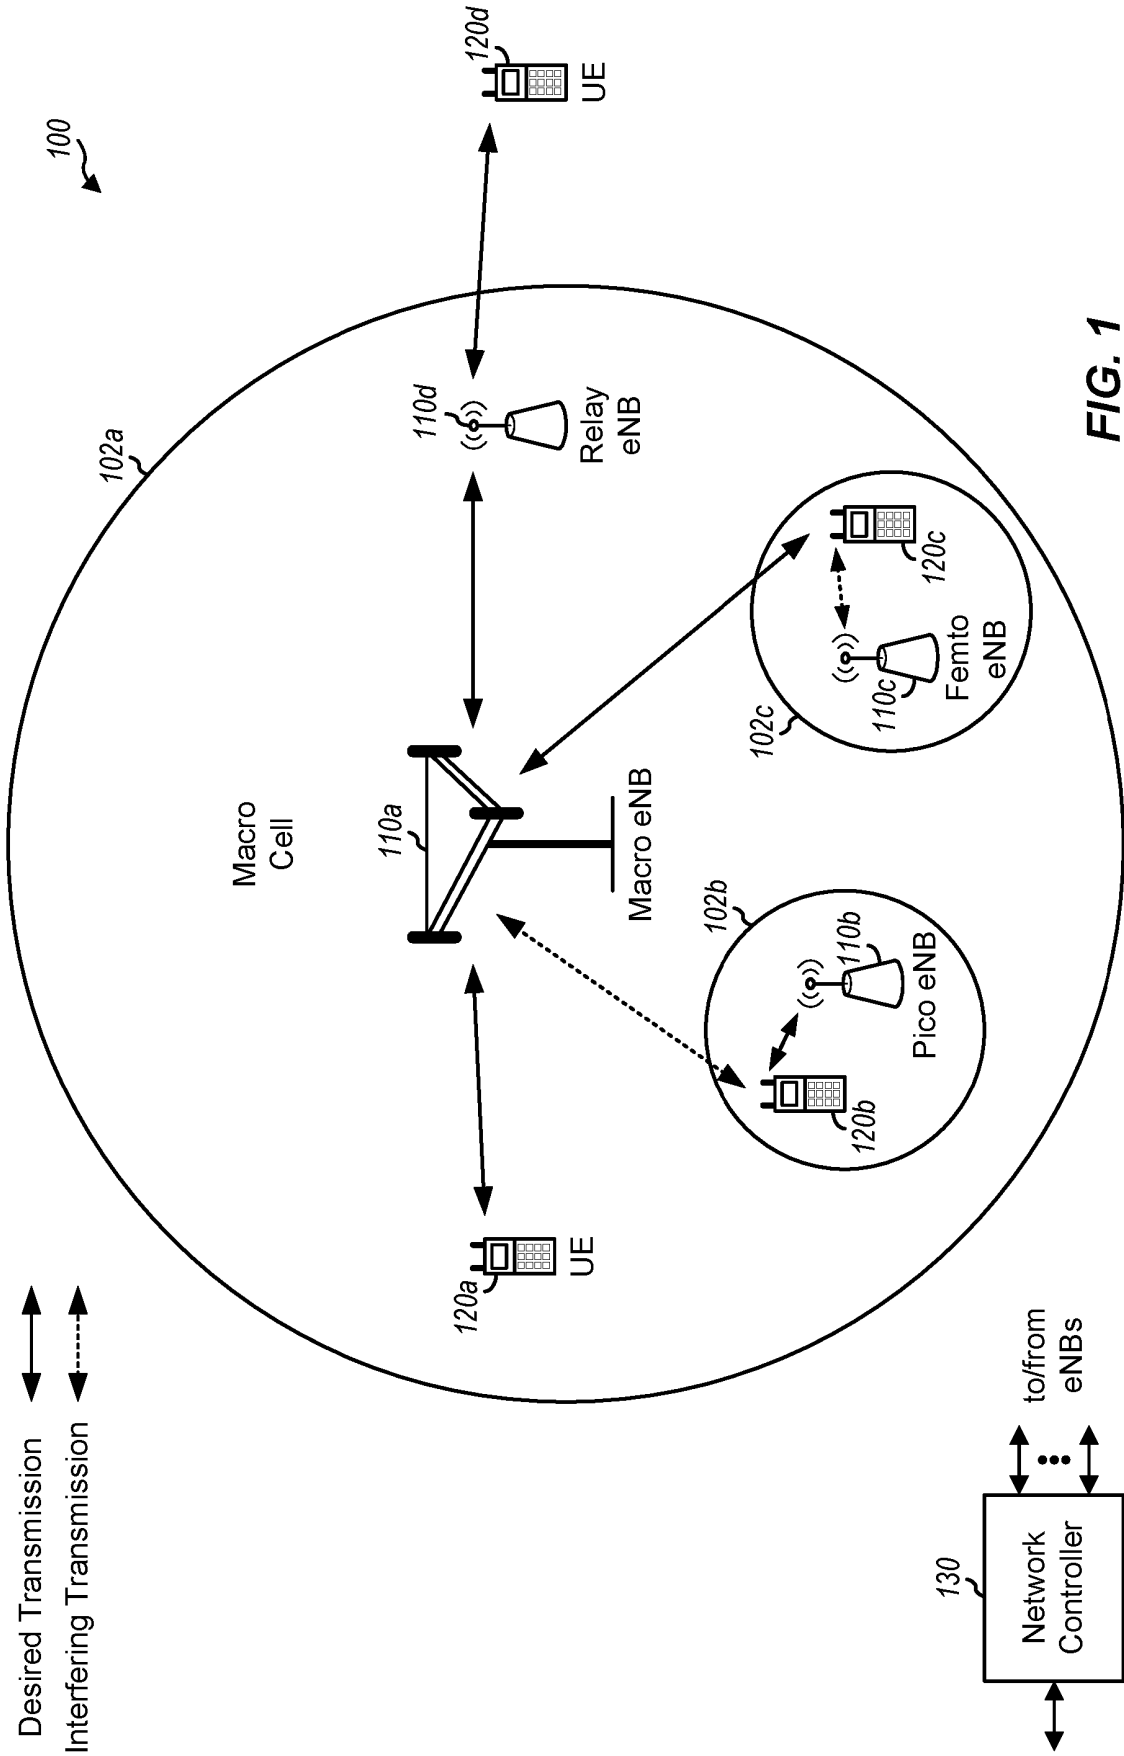 Desired Transmission
Interfering Transmission
100
102a
Macro
Cell
110a
110d
120d
120a
UE
UE
Macro eNB
Relay
eNB
102b
102c
110b
120b
Pico eNB
110c
120c
Femto
eNB
130
Network
Controller
to/from
eNBs
FIG. 1